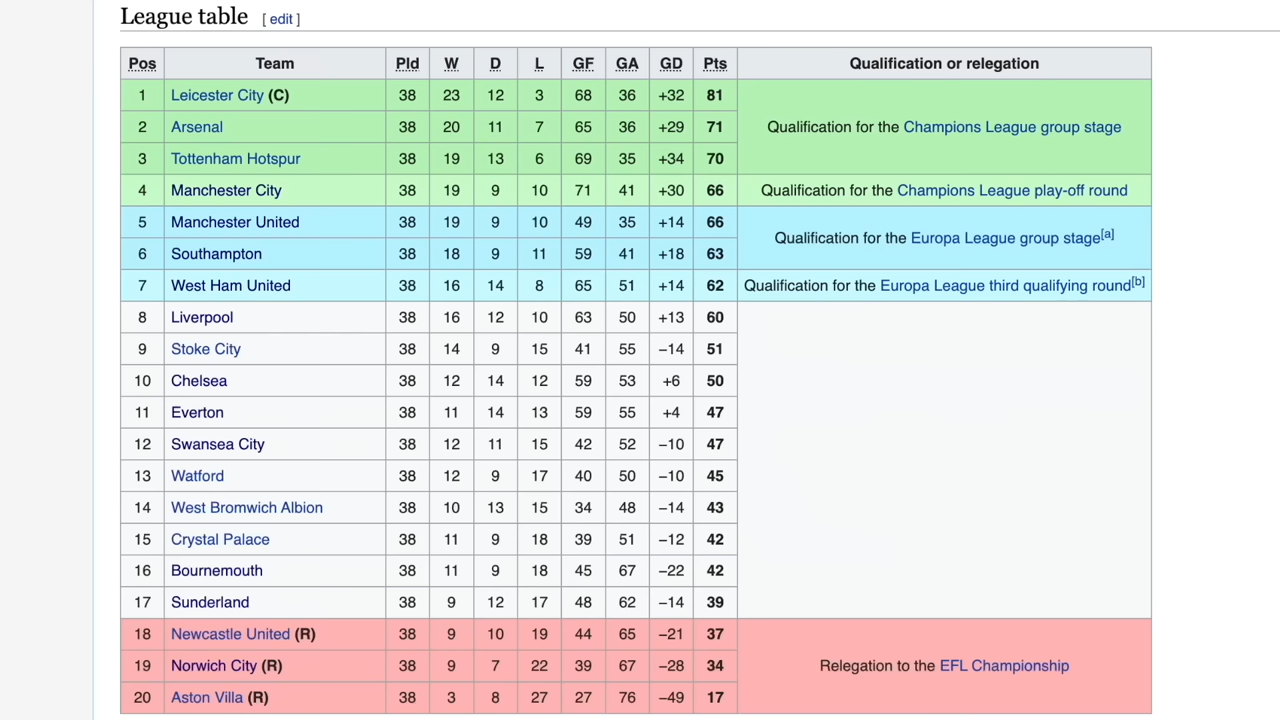 League table [ edit ]
Pos Team Pld W D L GF GA GD Pts Qualification or relegation
1 Leicester City (C) 38 23 12 3 68 36 +32 81
2 Arsenal 38 20 11 7 65 36 +29 71 Qualification for the Champions League group stage
3 Tottenham Hotspur 38 19 13 6 69 35 +34 70
4 Manchester City 38 19 9 10 71 41 +30 66 Qualification for the Champions League play-off round
5 Manchester United 38 19 9 10 49 35 +14 66
Qualification for the Europa League group stage[a]
6 Southampton 38 18 9 11 59 41 +18 63
7 West Ham United 38 16 14 8 65 51 +14 62 Qualification for the Europa League third qualifying round[b]
8 Liverpool 38 16 12 10 63 50 +13 60
9 Stoke City 38 14 9 15 41 55 −14 51
10 Chelsea 38 12 14 12 59 53 +6 50
11 Everton 38 11 14 13 59 55 +4 47
12 Swansea City 38 12 11 15 42 52 −10 47
13 Watford 38 12 9 17 40 50 −10 45
14 West Bromwich Albion 38 10 13 15 34 48 −14 43
15 Crystal Palace 38 11 9 18 39 51 −12 42
16 Bournemouth 38 11 9 18 45 67 −22 42
17 Sunderland 38 9 12 17 48 62 −14 39
18 Newcastle United (R) 38 9 10 19 44 65 −21 37
19 Norwich City (R) 38 9 7 22 39 67 −28 34 Relegation to the EFL Championship
20 Aston Villa (R) 38 3 8 27 27 76 −49 17